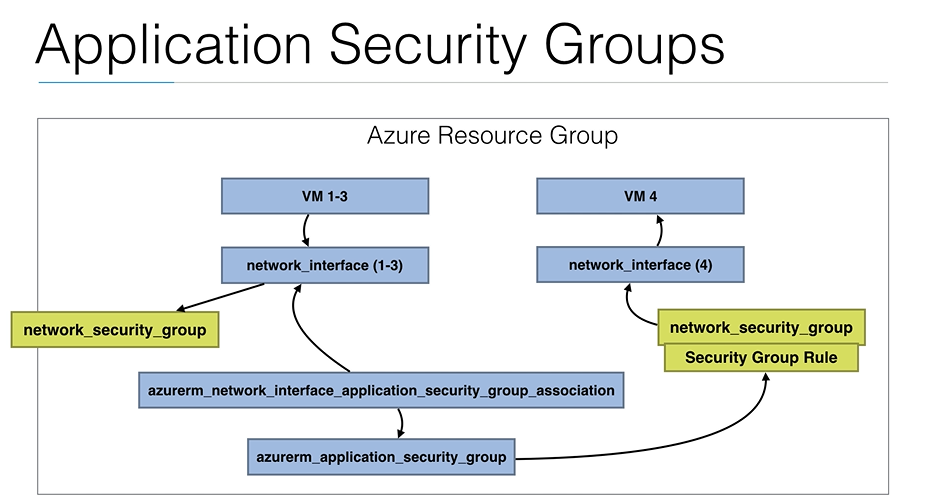 Application Security Groups
Azure Resource Group
VM 1-3
VM 4
network_interface (1-3)
network_interface (4)
network_security_group
network_security_group
Security Group Rule
azurerm_network_interface_application_security_group_association
azurerm_application_security_group